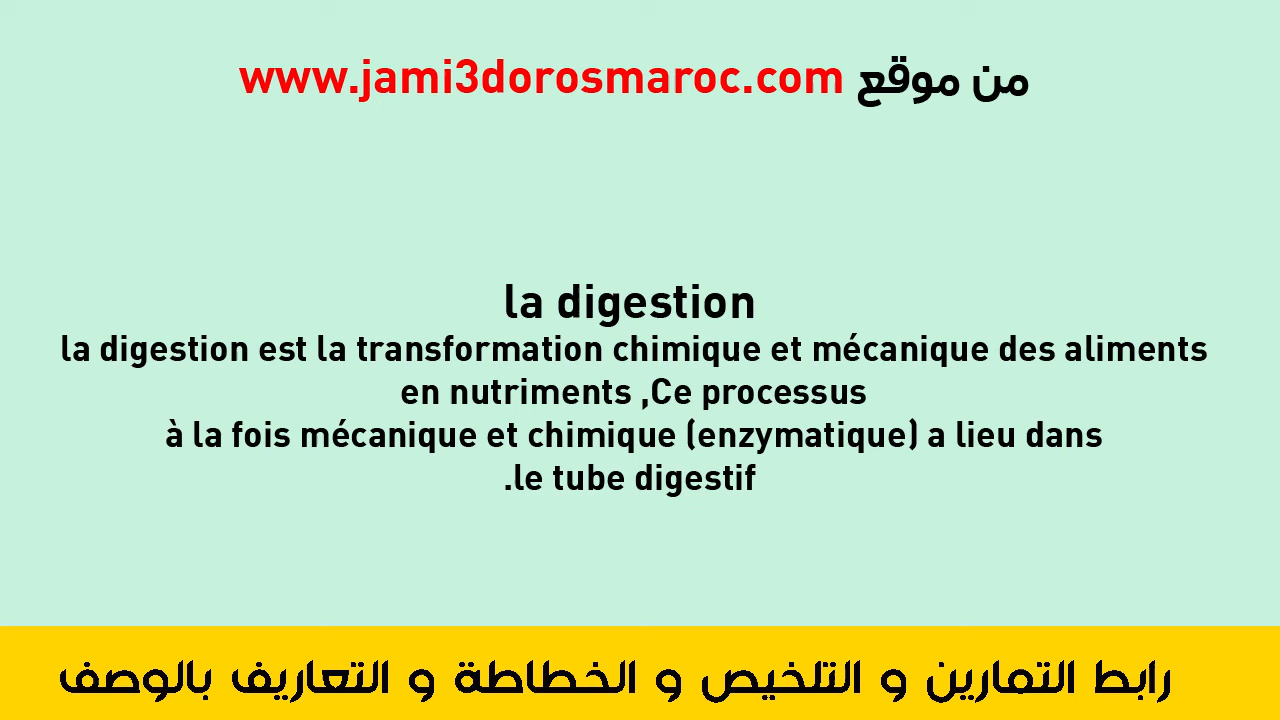 من موقع www.jami3dorosmaroc.com
la digestion
la digestion est la transformation chimique et mécanique des aliments
en nutriments ,Ce processus
à la fois mécanique et chimique (enzymatique) a lieu dans
.le tube digestif
رابط التمارين و التلخيص و الخطاطة و التعاريف بالوصف